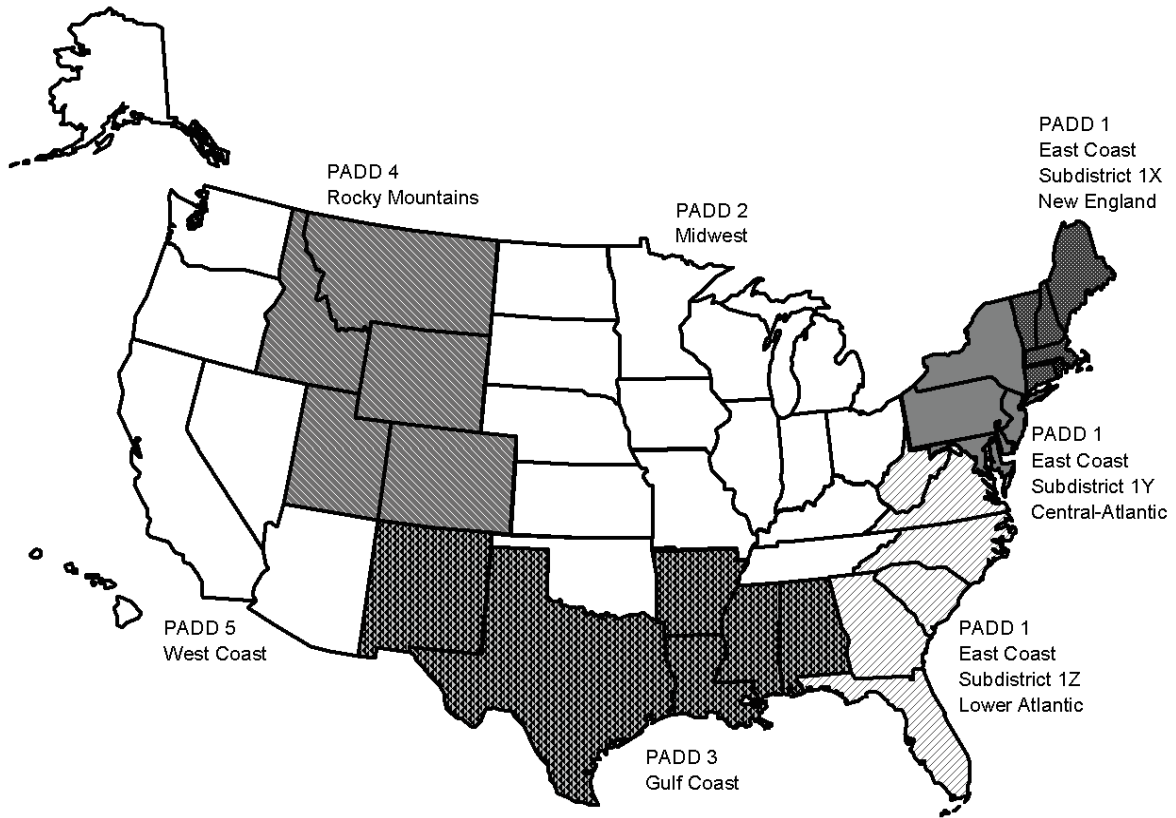 PADD 4
Rocky Mountains
PADD 2
Midwest
PADD 1
East Coast
Subdistrict 1X
New England
PADD 1
East Coast
Subdistrict 1Y
Central-Atlantic
PADD 5
West Coast
PADD 1
East Coast
Subdistrict 1Z
Lower Atlantic
PADD 3
Gulf Coast